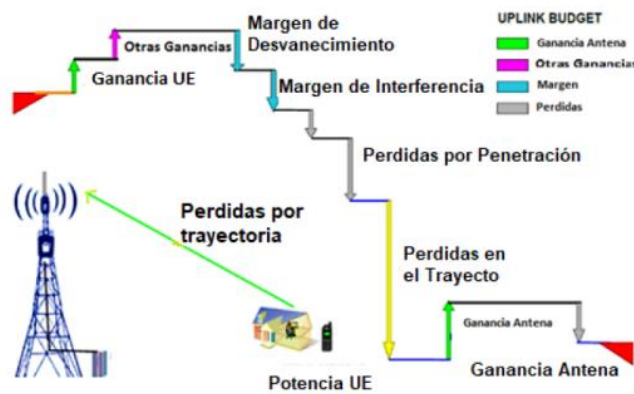 Otras Ganancias
Margen de
Desvanecimiento
UPLINK BUDGET
Ganancia Antena
Otras Ganancias
Margen
Perdidas
Ganancia UE
Margen de Interferencia
Perdidas por Penetración
Perdidas por
trayectoria
Perdidas en
el Trayecto
Ganancia Antena
Potencia UE
Ganancia Antena